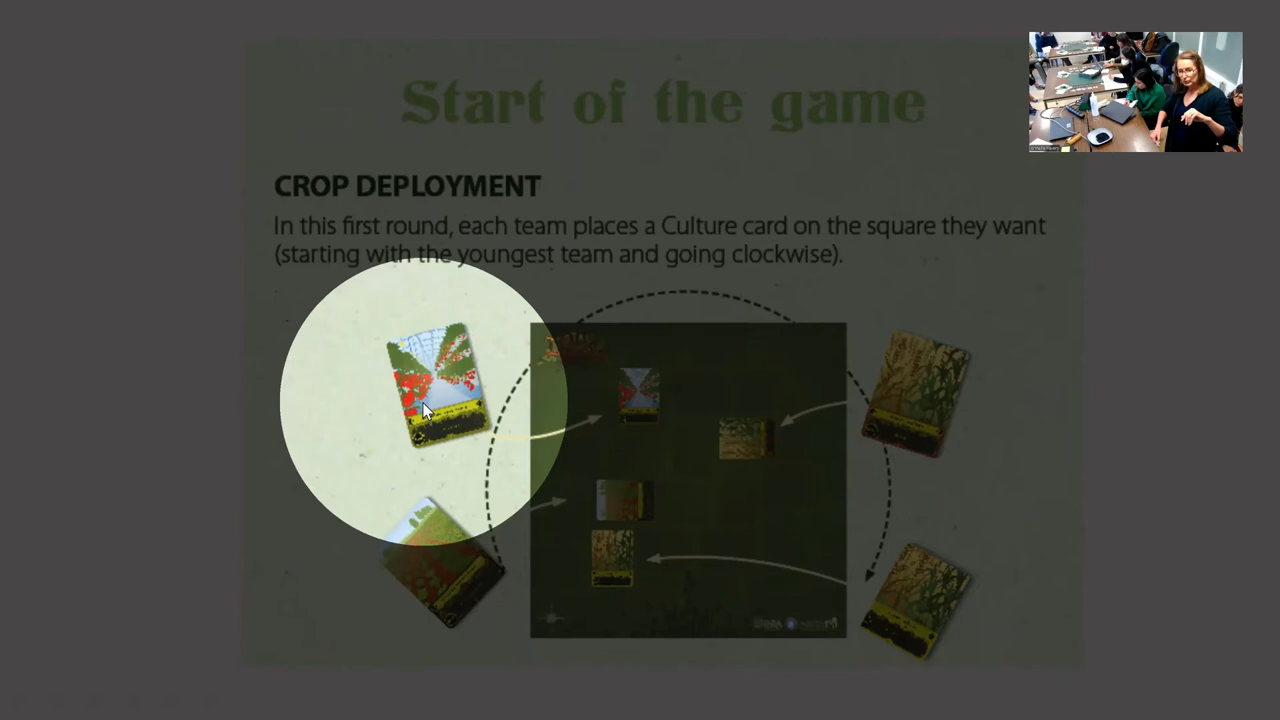 Start of the game
CROP DEPLOYMENT
In this first round, each team places a Culture card on the square they want
(starting with the youngest team and going clockwise).